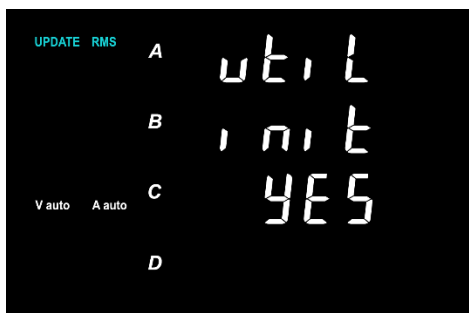 UPDATE RMS
A utiL
B init
C YES
V auto A auto
D